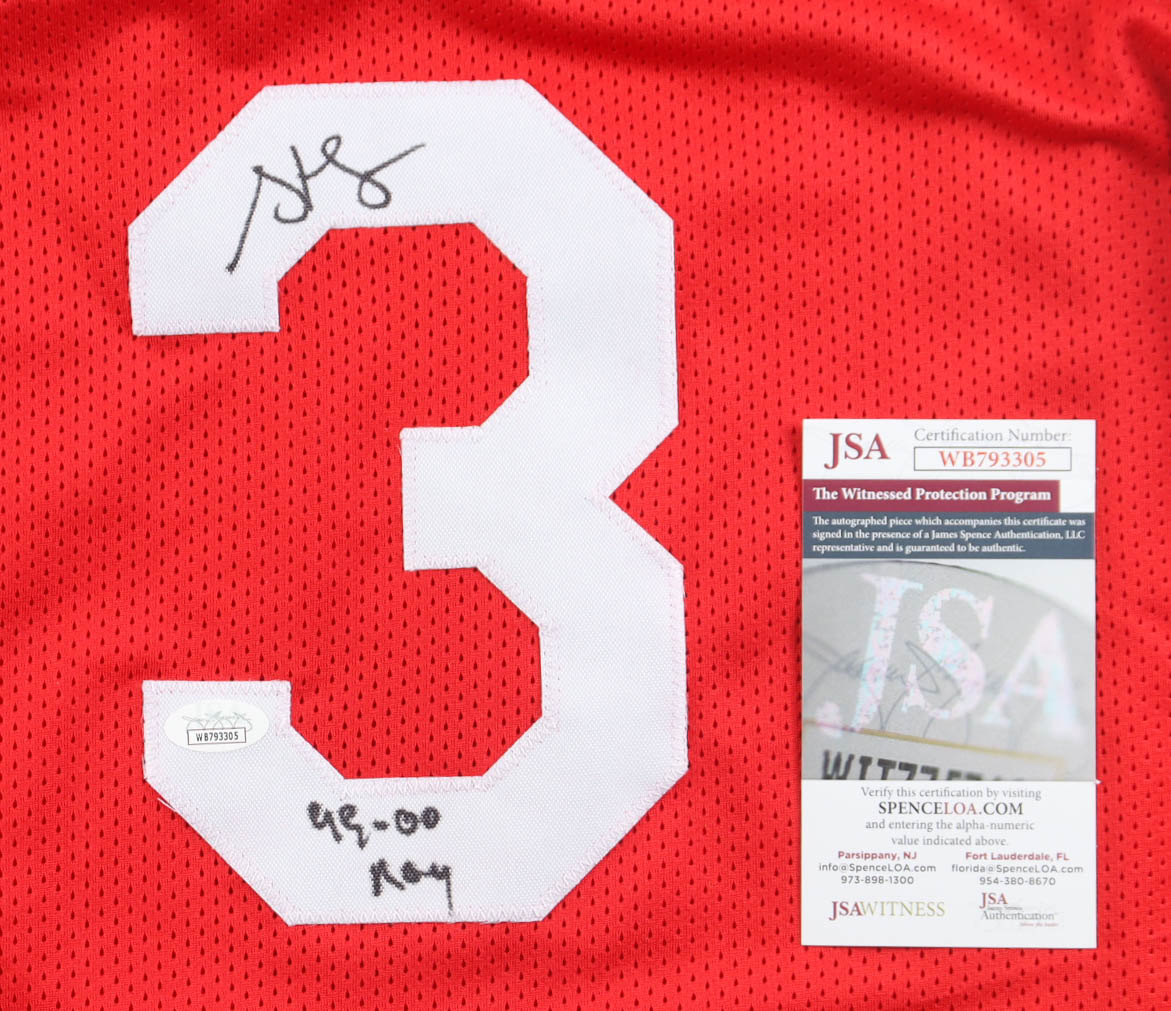 3
WB793305
99-00
Roy
JSA
Certification Number:
WB793305
The Witnessed Protection Program
The autographed piece which accompanies this certificate was
signed in the presence of a James Spence Authentication, LLC
representative and is guaranteed to be authentic.
JSA
Verify this certification by visiting
SPENCELOA.COM
and entering the alpha-numeric
value indicated above.
Parsippany, NJ
info@SpenceLOA.com
973-898-1300
Fort Lauderdale, FL
florida@SpenceLOA.com
954-380-8670
JSAWITNESS
JSA
Authentication